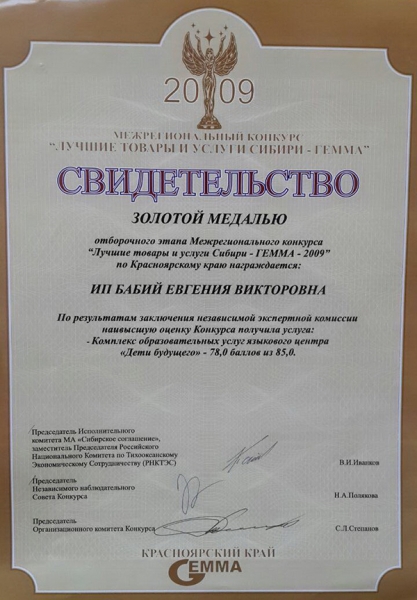 2009
МЕЖРЕГИОНАЛЬНЫЙ КОНКУРС
“ЛУЧШИЕ ТОВАРЫ И УСЛУГИ СИБИРИ - ГЕММА”
СВИДЕТЕЛЬСТВО
ЗОЛОТОЙ МЕДАЛЬЮ
отборочного этапа Межрегионального конкурса
“Лучшие товары и услуги Сибири - ГЕММА - 2009”
по Красноярскому краю награждается:
ИП БАБИЙ ЕВГЕНИЯ ВИКТОРОВНА
По результатам заключения независимой экспертной комиссии
наивысшую оценку Конкурса получила услуга:
- Комплекс образовательных услуг языкового центра
«Дети будущего» - 78,0 баллов из 85,0.
Председатель Исполнительного
комитета МА «Сибирское соглашение»,
заместитель Председателя Российского
Национального Комитета по Тихоокеанскому
Экономическому Сотрудничеству (РНКТЭС) В.И.Иванков
Председатель
Независимого наблюдательного
Совета Конкурса Н.А.Полякова
Председатель
Организационного комитета Конкурса С.Л.Степанов
КРАСНОЯРСКИЙ КРАЙ
GEMMA